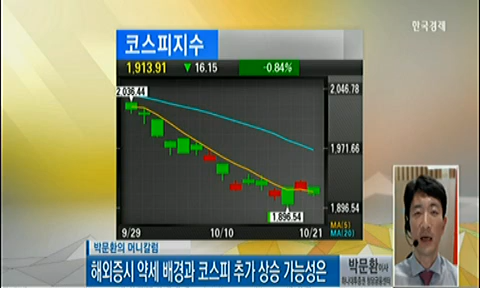 한국경제
코스피지수
1,913.91 ▼ 16.15 -0.84%
2,036.44
2,046.78
1,971.66
1,896.54
1,896.54
MA(5)
MA(20)
9/29 10/10 10/21
박문환의 머니칼럼
해외증시 약세 배경과 코스피 추가 상승 가능성은
박문환 이사